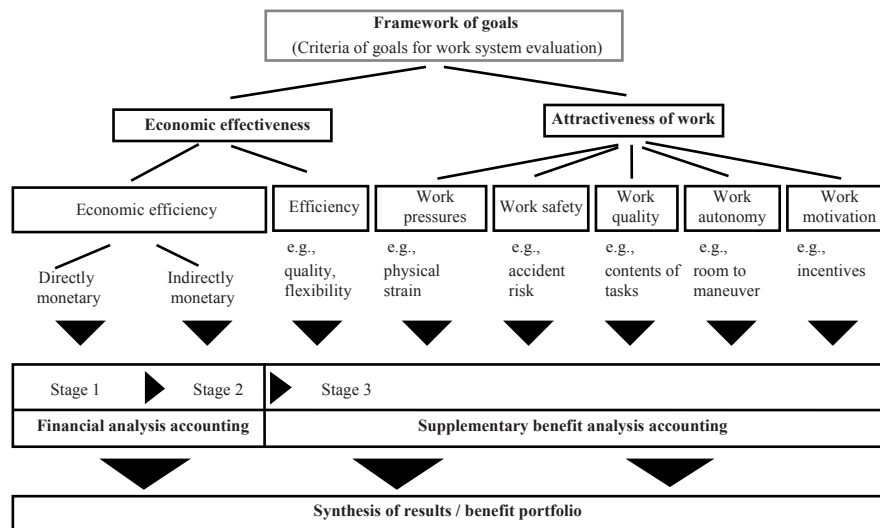 Framework of goals
(Criteria of goals for work system evaluation)
Economic effectiveness
Attractiveness of work
Economic efficiency
Efficiency
Work
pressures
Work safety
Work
quality
Work
autonomy
Work
motivation
Directly
monetary
Indirectly
monetary
e.g.,
quality,
flexibility
e.g.,
physical
strain
e.g.,
accident
risk
e.g.,
contents of
tasks
e.g.,
room to
maneuver
e.g.,
incentives
Stage 1
Stage 2
Stage 3
Financial analysis accounting
Supplementary benefit analysis accounting
Synthesis of results / benefit portfolio